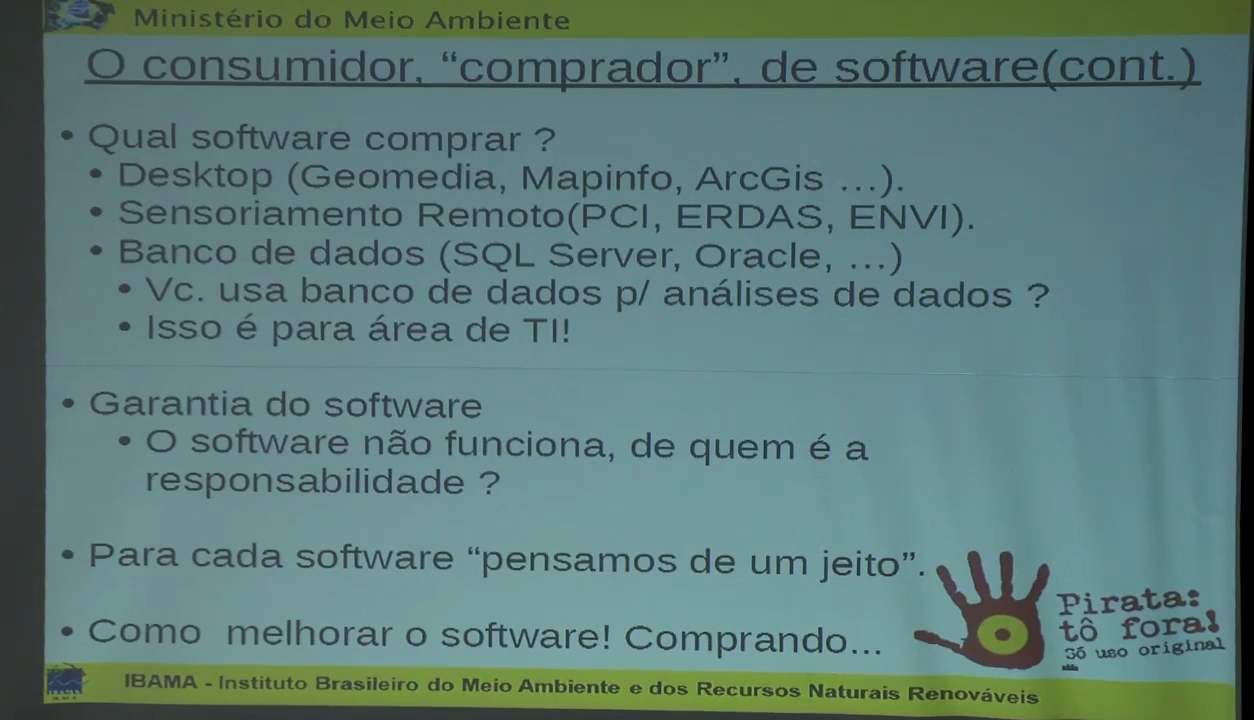 Ministério do Meio Ambiente
O consumidor, “comprador”, de software(cont.)
• Qual software comprar ?
• Desktop (Geomedia, Mapinfo, ArcGis ...).
• Sensoriamento Remoto(PCI, ERDAS, ENVI).
• Banco de dados (SQL Server, Oracle, ...)
• Vc. usa banco de dados p/ análises de dados ?
• Isso é para área de TI!
• Garantia do software
• O software não funciona, de quem é a
responsabilidade ?
• Para cada software “pensamos de um jeito”.
• Como melhorar o software! Comprando...
Pirata:
tô fora!
Só uso original
IBAMA
IBAMA - Instituto Brasileiro do Meio Ambiente e dos Recursos Naturais Renováveis